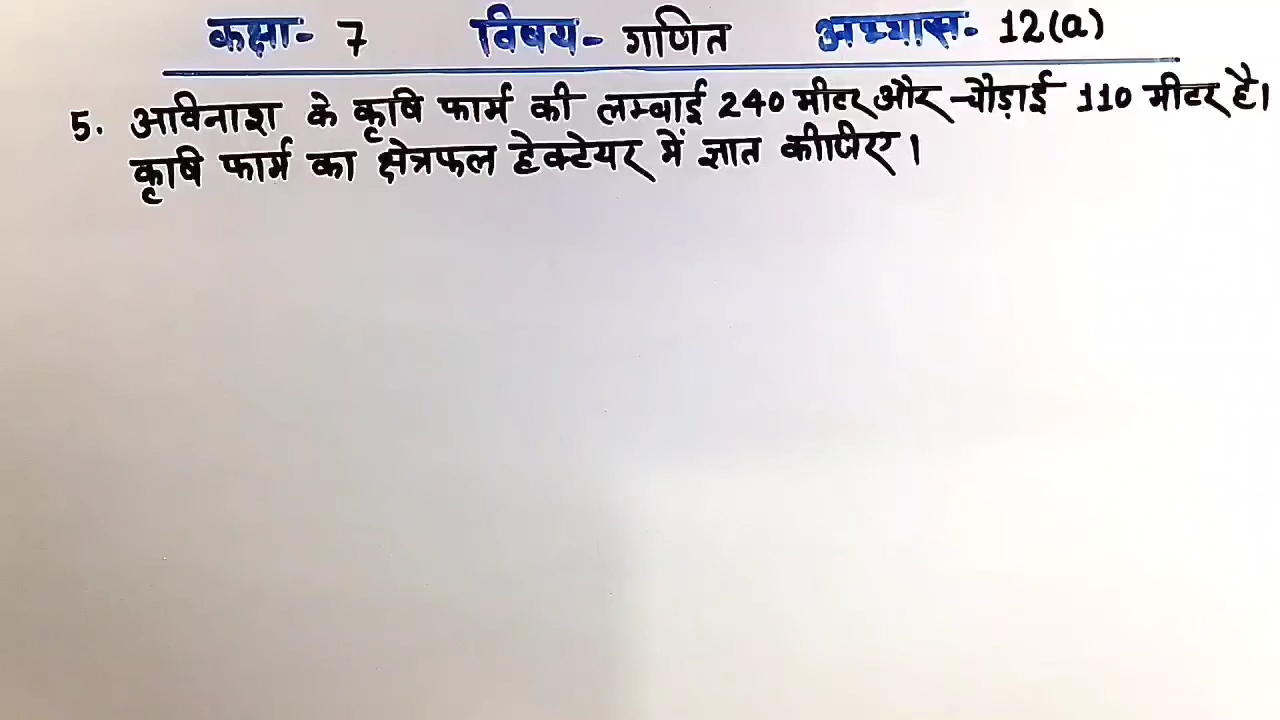 कक्षा- 7 विषय- गणित अभ्यास- 12(a)
5. अविनाश के कृषि फार्म की लम्बाई 240 मीटर और चौड़ाई 110 मीटर है।
कृषि फार्म का क्षेत्रफल हेक्टेयर में ज्ञात कीजिए।